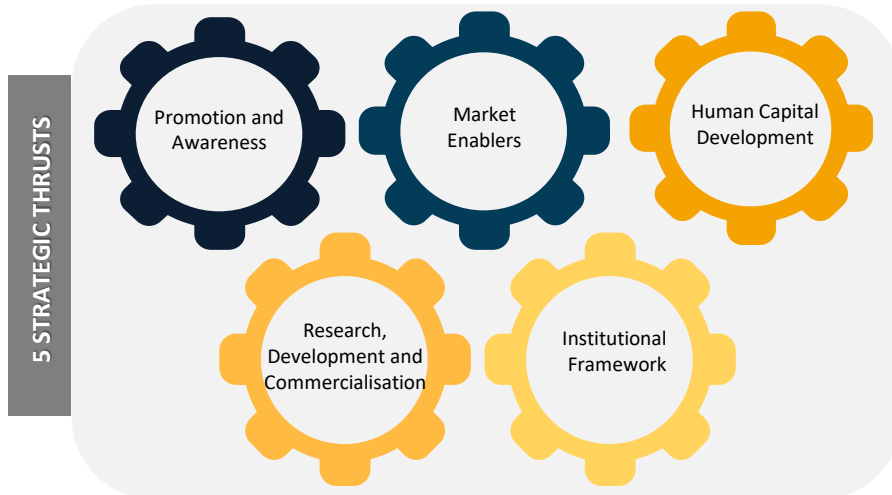 5 STRATEGIC THRUSTS
Promotion and
Awareness
Market
Enablers
Human Capital
Development
Research,
Development and
Commercialisation
Institutional
Framework